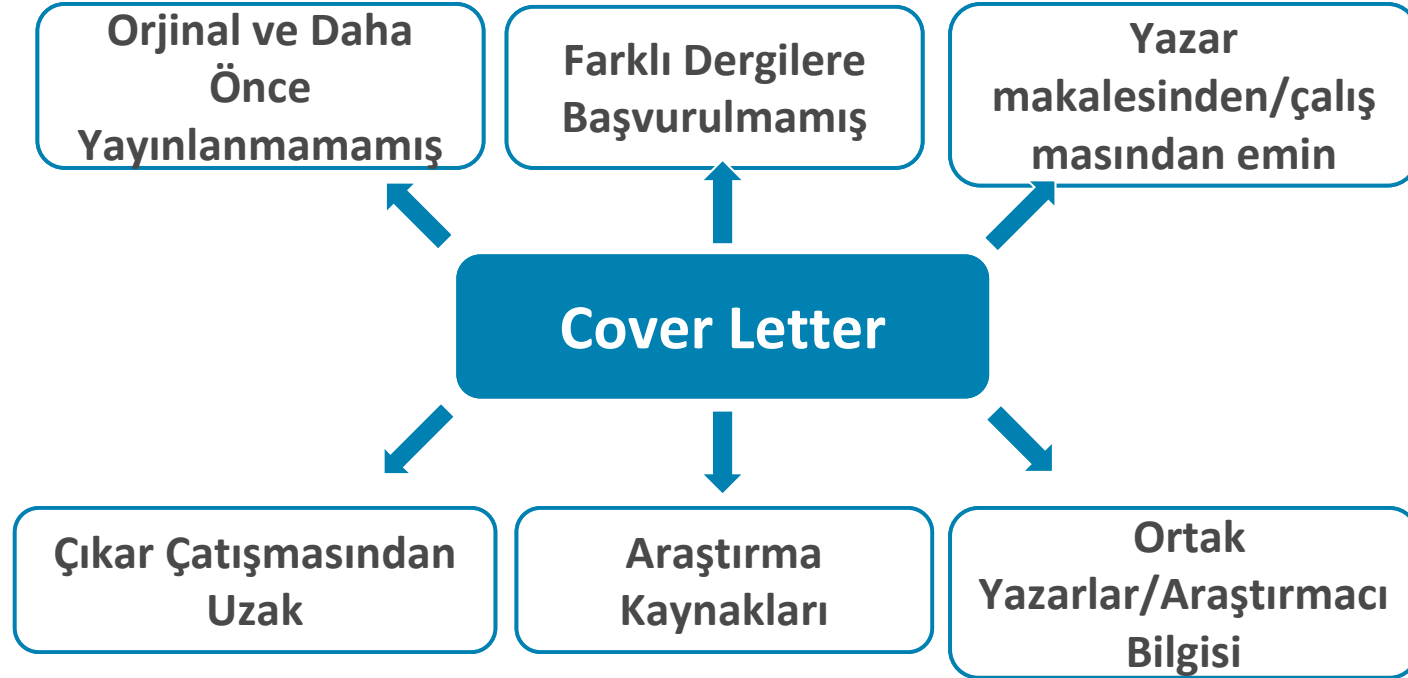 Orjinal ve Daha
Önce
Yayınlanmamamış
Farklı Dergilere
Başvurulmamış
Yazar
makalesinden/çalış
masından emin
Cover Letter
Çıkar Çatışmasından
Uzak
Araştırma
Kaynakları
Ortak
Yazarlar/Araştırmacı
Bilgisi